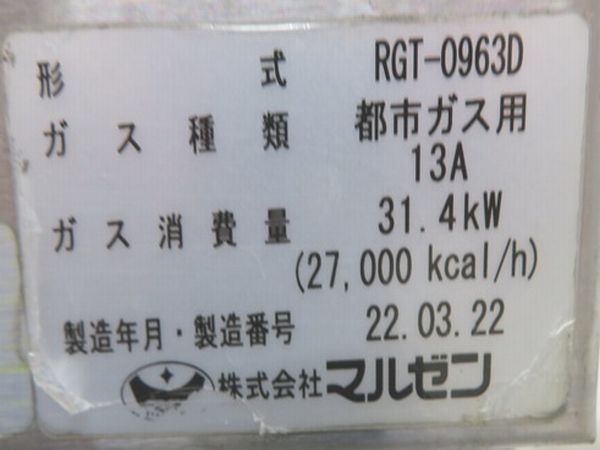 形式 RGT-0963D
ガス種類 都市ガス用
13A
ガス消費量 31.4kW
(27,000 kcal/h)
製造年月・製造番号 22.03.22
株式会社 マルゼン